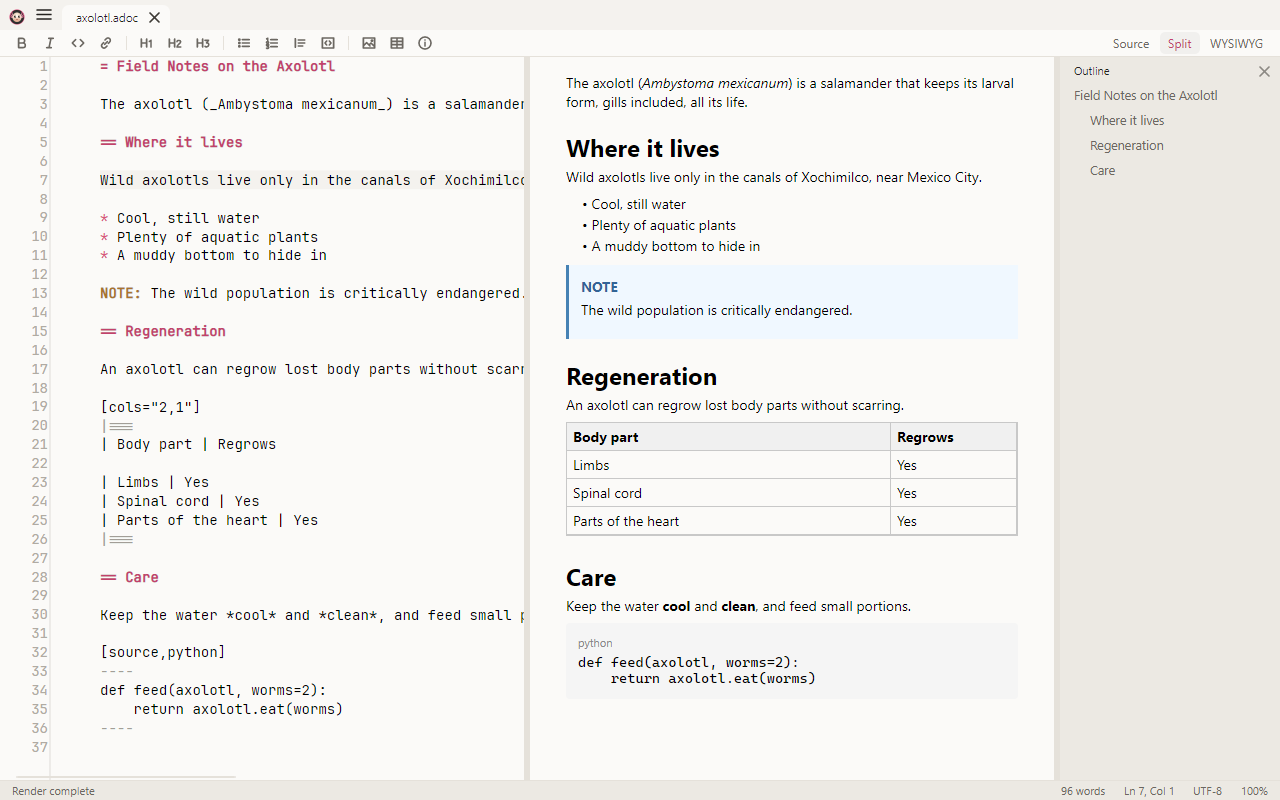 axolotl.adoc
B I H1 H2 H3 Source Split WYSIWYG
1 = Field Notes on the Axolotl
2
3 The axolotl (_Ambystoma mexicanum_) is a salamander
4
5 == Where it lives
6
7 Wild axolotls live only in the canals of Xochimilco
8
9 * Cool, still water
10 * Plenty of aquatic plants
11 * A muddy bottom to hide in
12
13 NOTE: The wild population is critically endangered.
14
15 == Regeneration
16
17 An axolotl can regrow lost body parts without scarr
18
19 [cols="2,1"]
20 |===
21 | Body part | Regrows
22
23 | Limbs | Yes
24 | Spinal cord | Yes
25 | Parts of the heart | Yes
26 |===
27
28 == Care
29
30 Keep the water *cool* and *clean*, and feed small p
31
32 [source,python]
33 ----
34 def feed(axolotl, worms=2):
35     return axolotl.eat(worms)
36 ----
37
The axolotl (Ambystoma mexicanum) is a salamander that keeps its larval
form, gills included, all its life.
Where it lives
Wild axolotls live only in the canals of Xochimilco, near Mexico City.
• Cool, still water
• Plenty of aquatic plants
• A muddy bottom to hide in
NOTE
The wild population is critically endangered.
Regeneration
An axolotl can regrow lost body parts without scarring.
Body part Regrows
Limbs Yes
Spinal cord Yes
Parts of the heart Yes
Care
Keep the water cool and clean, and feed small portions.
python
def feed(axolotl, worms=2):
    return axolotl.eat(worms)
Outline
Field Notes on the Axolotl
Where it lives
Regeneration
Care
Render complete 96 words Ln 7, Col 1 UTF-8 100%